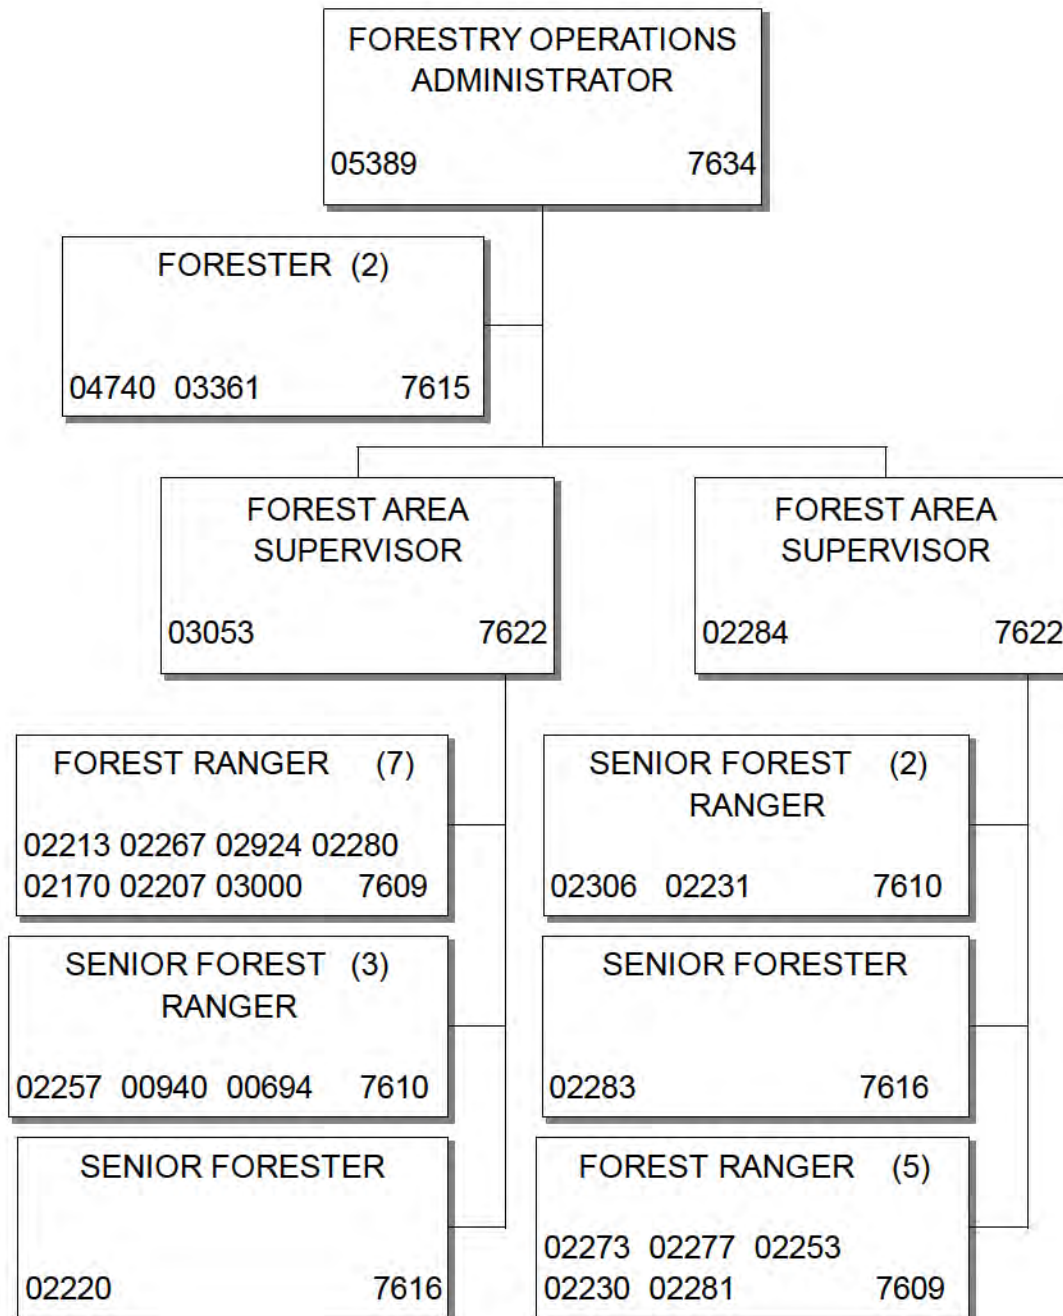 FORESTRY OPERATIONS
ADMINISTRATOR
05389 7634
FORESTER (2)
04740 03361 7615
FOREST AREA
SUPERVISOR
03053 7622
FOREST AREA
SUPERVISOR
02284 7622
FOREST RANGER (7)
02213 02267 02924 02280
02170 02207 03000 7609
SENIOR FOREST (3)
RANGER
02257 00940 00694 7610
SENIOR FORESTER
02220 7616
SENIOR FOREST (2)
RANGER
02306 02231 7610
SENIOR FORESTER
02283 7616
FOREST RANGER (5)
02273 02277 02253
02230 02281 7609